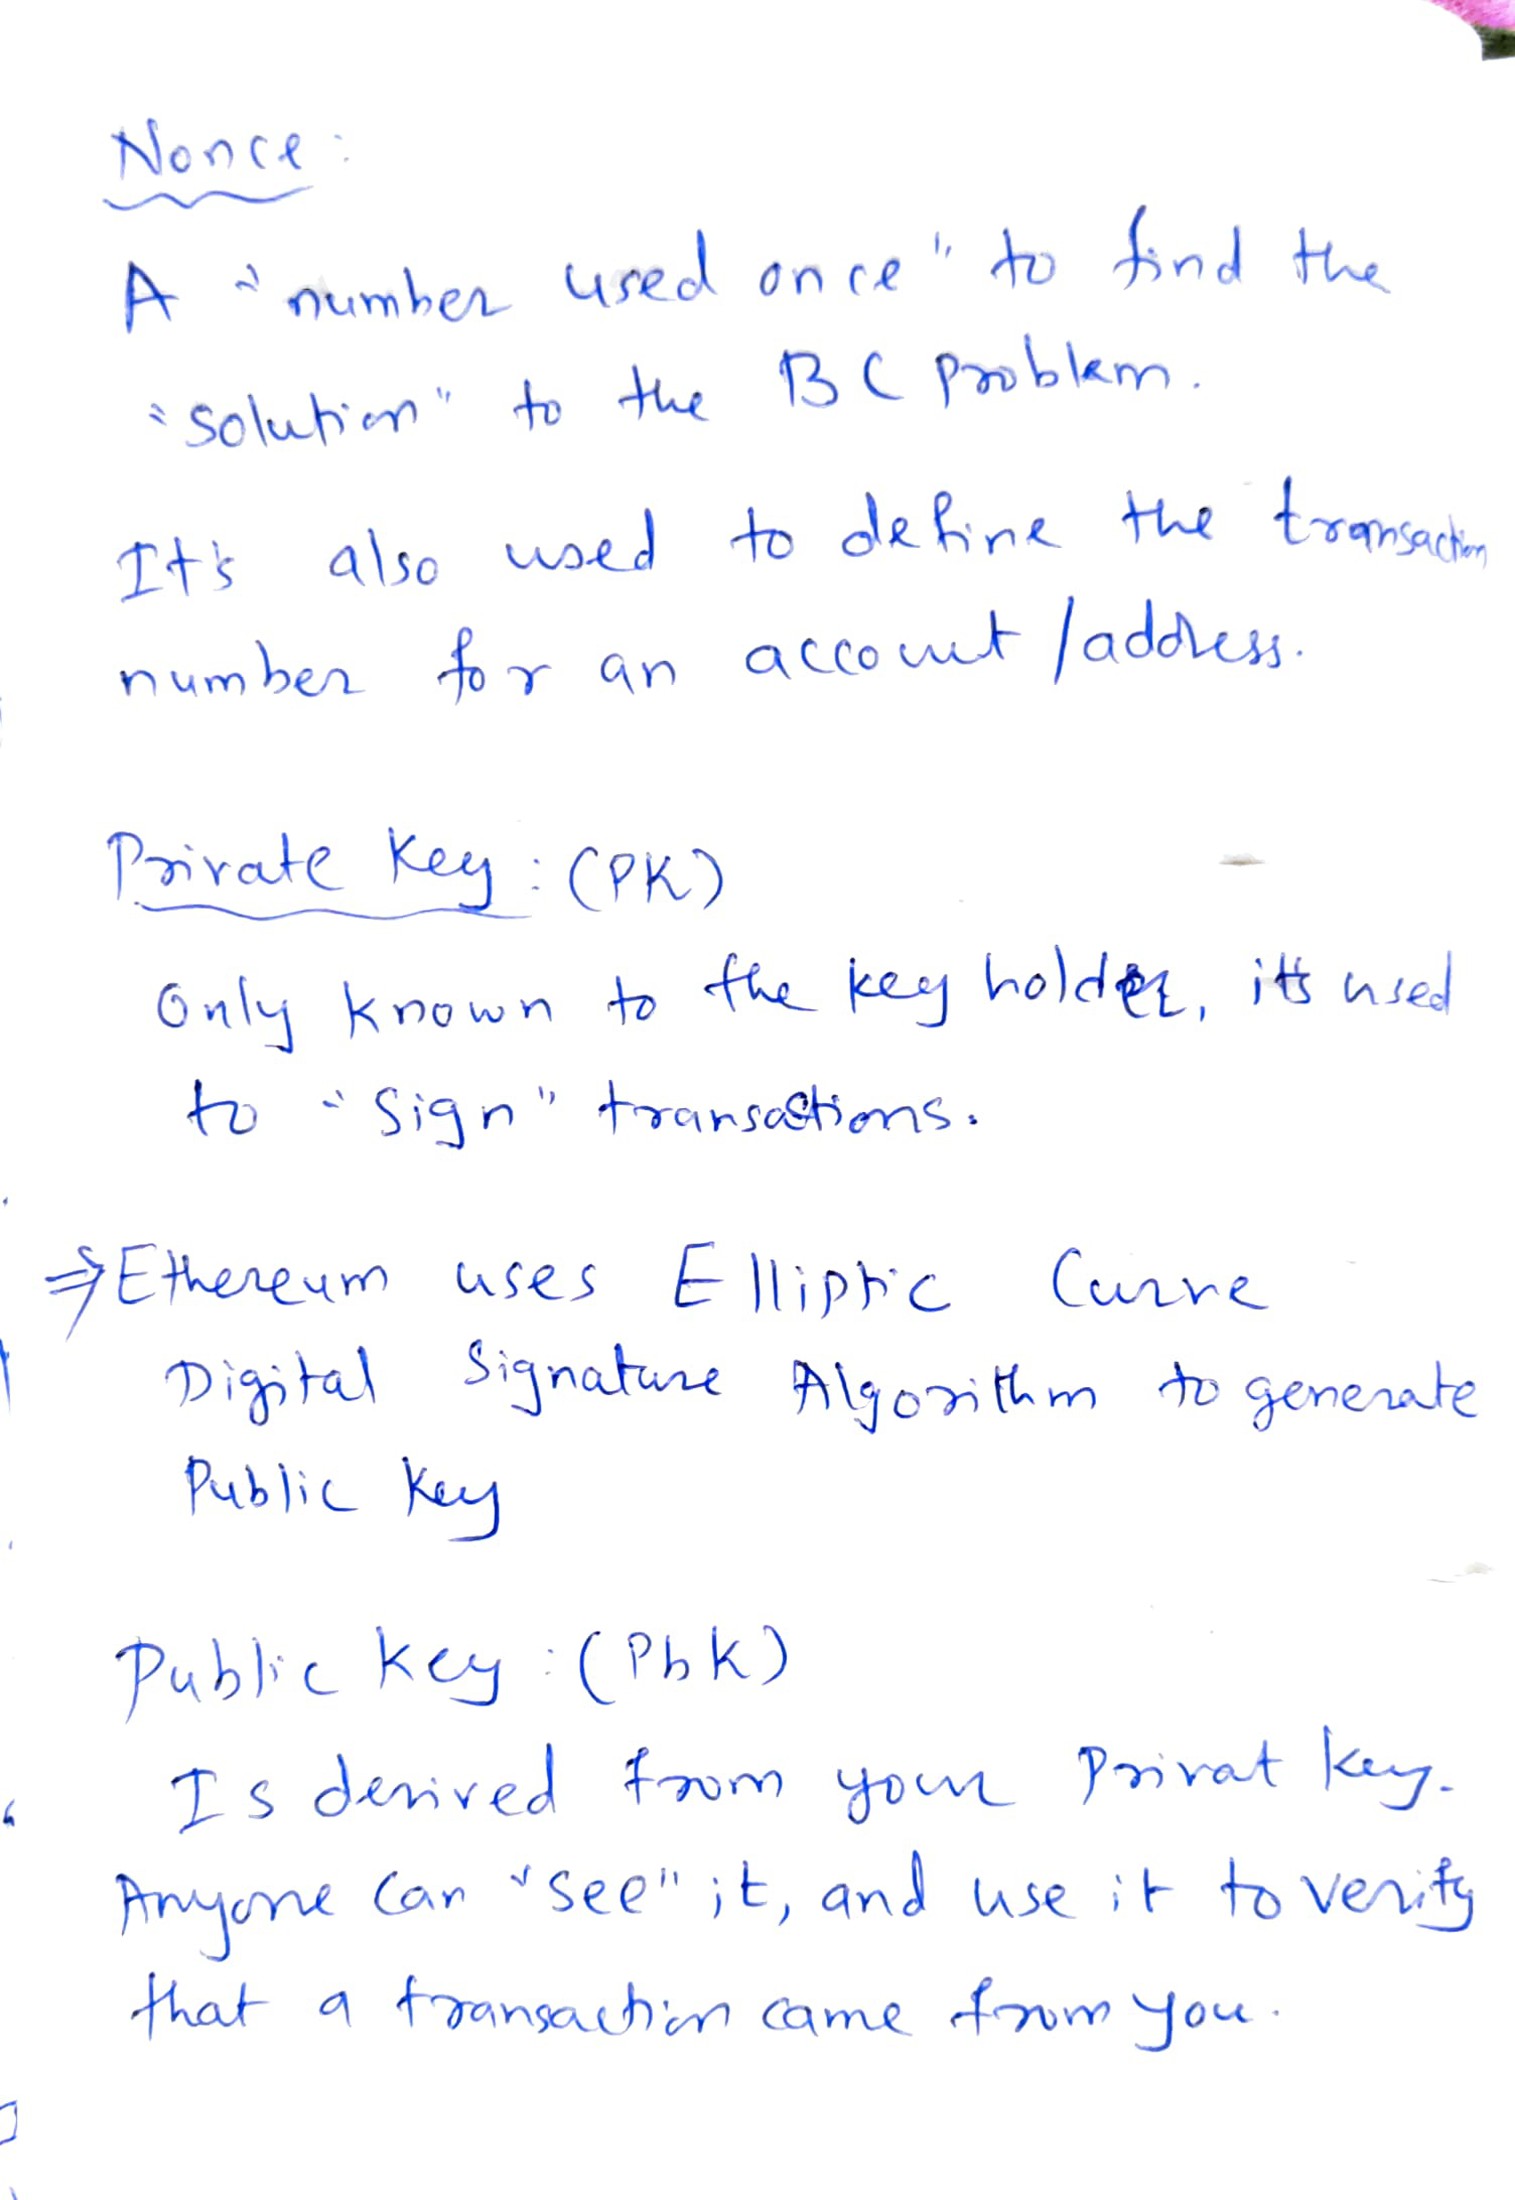 Nonce:
A "number used once" to find the
"solution" to the BC problem.
It's also used to define the transaction
number for an account/address.
Private Key: (PK)
Only known to the key holder, it's used
to "Sign" transactions.
⇒ Ethereum uses Elliptic Curve
Digital Signature Algorithm to generate
Public Key
Public Key: (PbK)
Is derived from your Privat Key.
Anyone can "see" it, and use it to verify
that a transaction came from you.